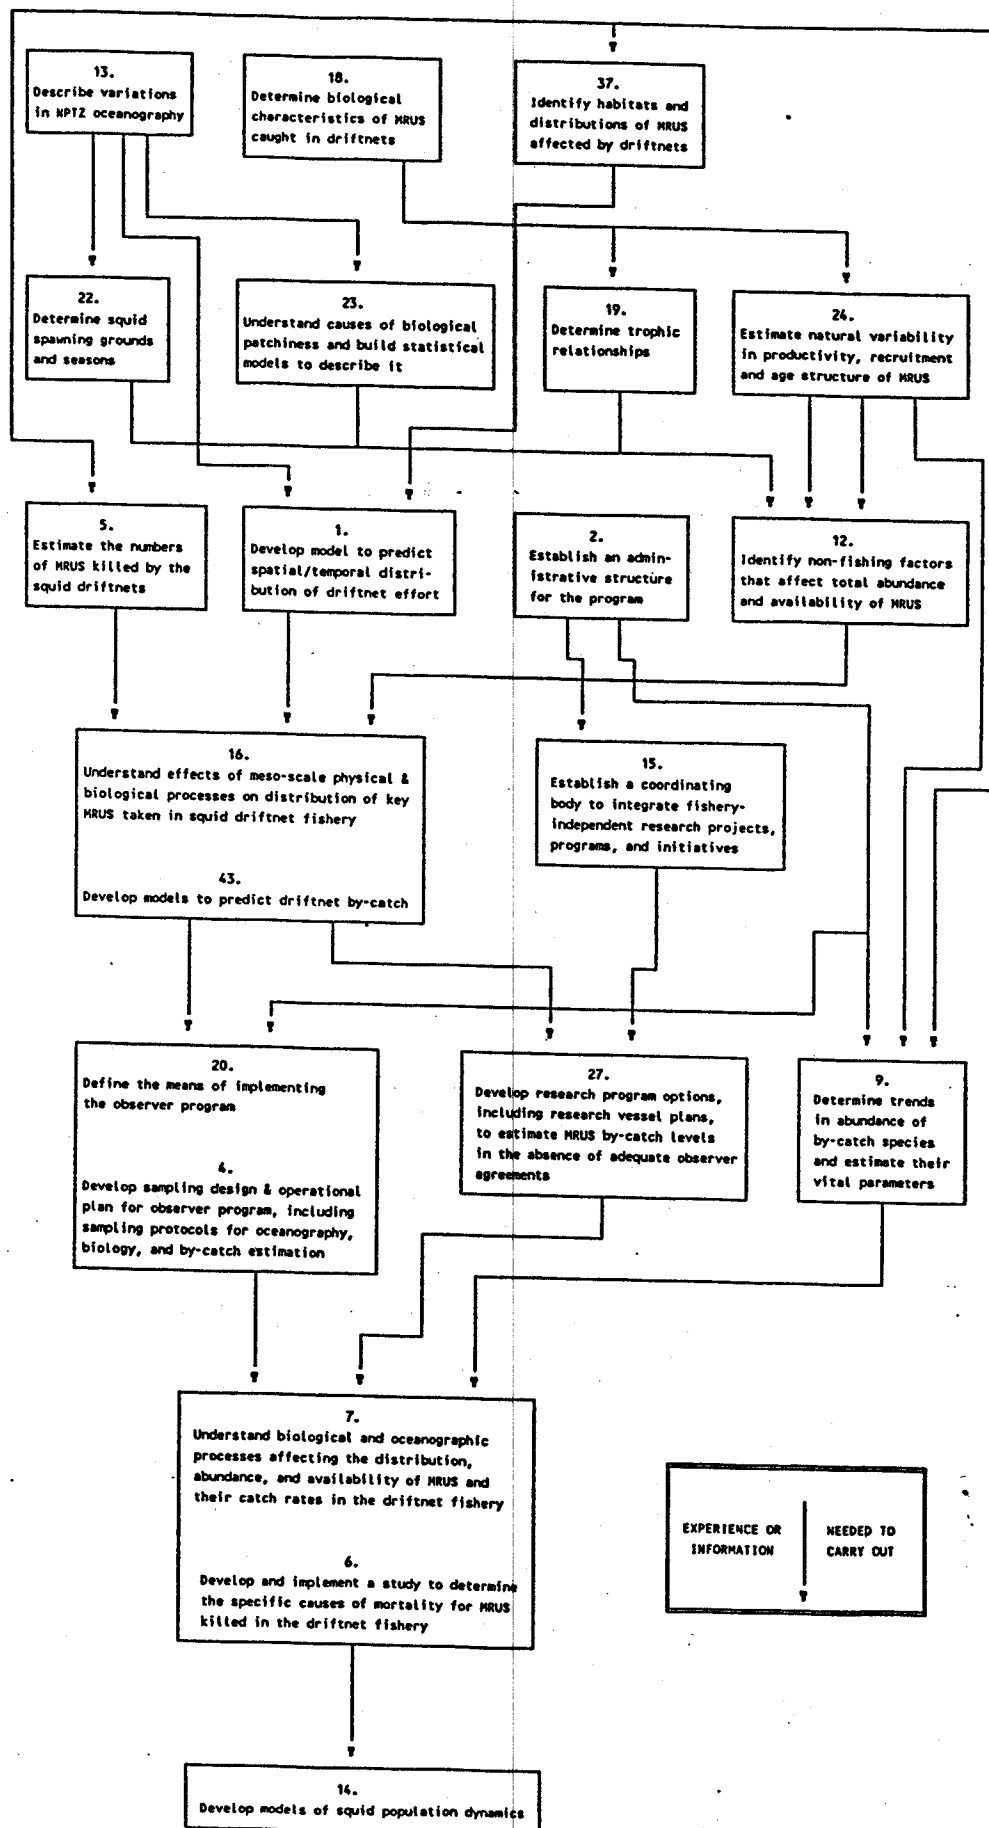 13.
Describe variations
in NPTZ oceanography
18.
Determine biological
characteristics of MRUS
caught in driftnets
37.
Identify habitats and
distributions of MRUS
affected by driftnets
22.
Determine squid
spawning grounds
and seasons
23.
Understand causes of biological
patchiness and build statistical
models to describe it
19.
Determine trophic
relationships
24.
Estimate natural variability
in productivity, recruitment
and age structure of MRUS
5.
Estimate the numbers
of MRUS killed by the
squid driftnets
1.
Develop model to predict
spatial/temporal distri-
bution of driftnet effort
2.
Establish an admin-
istrative structure
for the program
12.
Identify non-fishing factors
that affect total abundance
and availability of MRUS
16.
Understand effects of meso-scale physical &
biological processes on distribution of key
MRUS taken in squid driftnet fishery
43.
Develop models to predict driftnet by-catch
15.
Establish a coordinating
body to integrate fishery-
independent research projects,
programs, and initiatives
20.
Define the means of implementing
the observer program
4.
Develop sampling design & operational
plan for observer program, including
sampling protocols for oceanography,
biology, and by-catch estimation
27.
Develop research program options,
including research vessel plans,
to estimate MRUS by-catch levels
in the absence of adequate observer
agreements
9.
Determine trends
in abundance of
by-catch species
and estimate their
vital parameters
7.
Understand biological and oceanographic
processes affecting the distribution,
abundance, and availability of MRUS and
their catch rates in the driftnet fishery
6.
Develop and implement a study to determine
the specific causes of mortality for MRUS
killed in the driftnet fishery
EXPERIENCE OR
INFORMATION
NEEDED TO
CARRY OUT
14.
Develop models of squid population dynamics